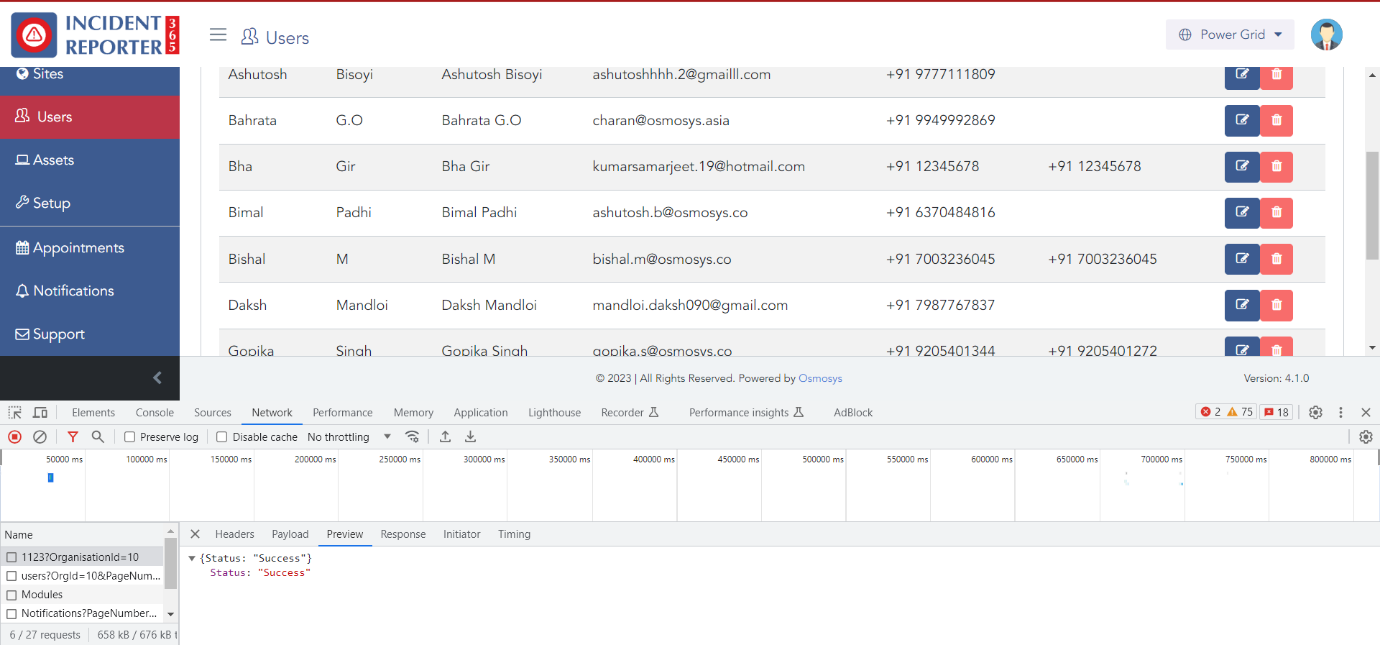 INCIDENT
REPORTER
365
Users
Power Grid
Sites
Users
Assets
Setup
Appointments
Notifications
Support
Ashutosh Bisoyi Ashutosh Bisoyi ashutoshhhh.2@gmailll.com +91 9777111809
Bahrata G.O Bahrata G.O charan@osmosys.asia +91 9949992869
Bha Gir Bha Gir kumarsamarjeet.19@hotmail.com +91 12345678 +91 12345678
Bimal Padhi Bimal Padhi ashutosh.b@osmosys.co +91 6370484816
Bishal M Bishal M bishal.m@osmosys.co +91 7003236045 +91 7003236045
Daksh Mandloi Daksh Mandloi mandloi.daksh090@gmail.com +91 7987767837
Gopika Singh Gopika Singh gopika.s@osmosys.co +91 9205401344 +91 9205401272
© 2023 | All Rights Reserved. Powered by Osmosys Version: 4.1.0
Elements Console Sources Network Performance Memory Application Lighthouse Recorder Performance insights AdBlock 2 75 18
Preserve log Disable cache No throttling
50000 ms 100000 ms 150000 ms 200000 ms 250000 ms 300000 ms 350000 ms 400000 ms 450000 ms 500000 ms 550000 ms 600000 ms 650000 ms 700000 ms 750000 ms 800000 ms
Name Headers Payload Preview Response Initiator Timing
1123?OrganisationId=10
users?OrgId=10&PageNum...
Modules
Notifications?PageNumber...
6 / 27 requests 658 kB / 676 kB t
{Status: "Success"}
Status: "Success"